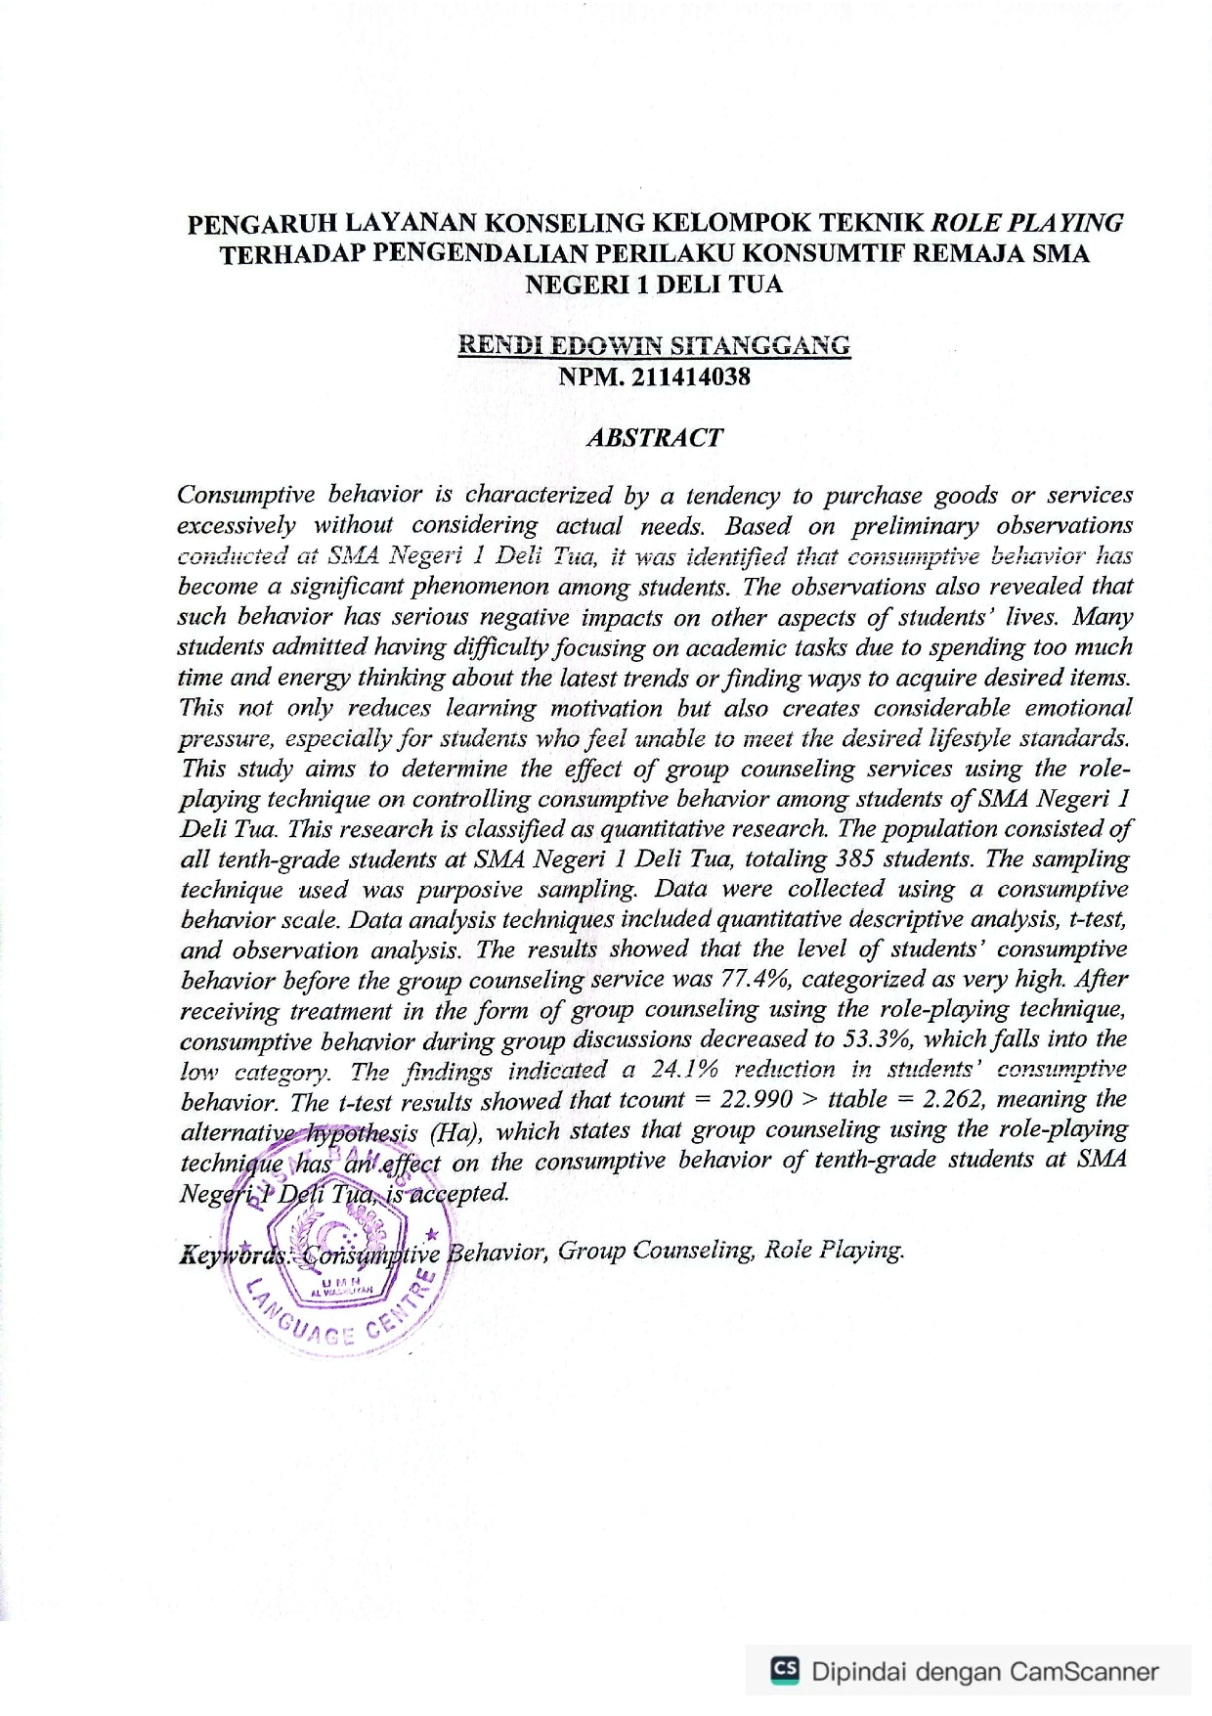 PENGARUH LAYANAN KONSELING KELOMPOK TEKNIK ROLE PLAYING
TERHADAP PENGENDALIAN PERILAKU KONSUMTIF REMAJA SMA
NEGERI 1 DELI TUA
RENDI EDOWIN SITANGGANG
NPM. 211414038
ABSTRACT
Consumptive behavior is characterized by a tendency to purchase goods or services
excessively without considering actual needs. Based on preliminary observations
conducted at SMA Negeri 1 Deli Tua, it was identified that consumptive behavior has
become a significant phenomenon among students. The observations also revealed that
such behavior has serious negative impacts on other aspects of students' lives. Many
students admitted having difficulty focusing on academic tasks due to spending too much
time and energy thinking about the latest trends or finding ways to acquire desired items.
This not only reduces learning motivation but also creates considerable emotional
pressure, especially for students who feel unable to meet the desired lifestyle standards.
This study aims to determine the effect of group counseling services using the role-
playing technique on controlling consumptive behavior among students of SMA Negeri 1
Deli Tua. This research is classified as quantitative research. The population consisted of
all tenth-grade students at SMA Negeri 1 Deli Tua, totaling 385 students. The sampling
technique used was purposive sampling. Data were collected using a consumptive
behavior scale. Data analysis techniques included quantitative descriptive analysis, t-test,
and observation analysis. The results showed that the level of students' consumptive
behavior before the group counseling service was 77.4%, categorized as very high. After
receiving treatment in the form of group counseling using the role-playing technique,
consumptive behavior during group discussions decreased to 53.3%, which falls into the
low category. The findings indicated a 24.1% reduction in students' consumptive
behavior. The t-test results showed that tcount = 22.990 > ttable = 2.262, meaning the
alternative hypothesis (Ha), which states that group counseling using the role-playing
technique has an effect on the consumptive behavior of tenth-grade students at SMA
Negeri 1 Deli Tua, is accepted.
Keywords: Consumptive Behavior, Group Counseling, Role Playing.
PUSAT BAHASA
UMN
AL WASHLIYAH
LANGUAGE CENTRE
CS Dipindai dengan CamScanner